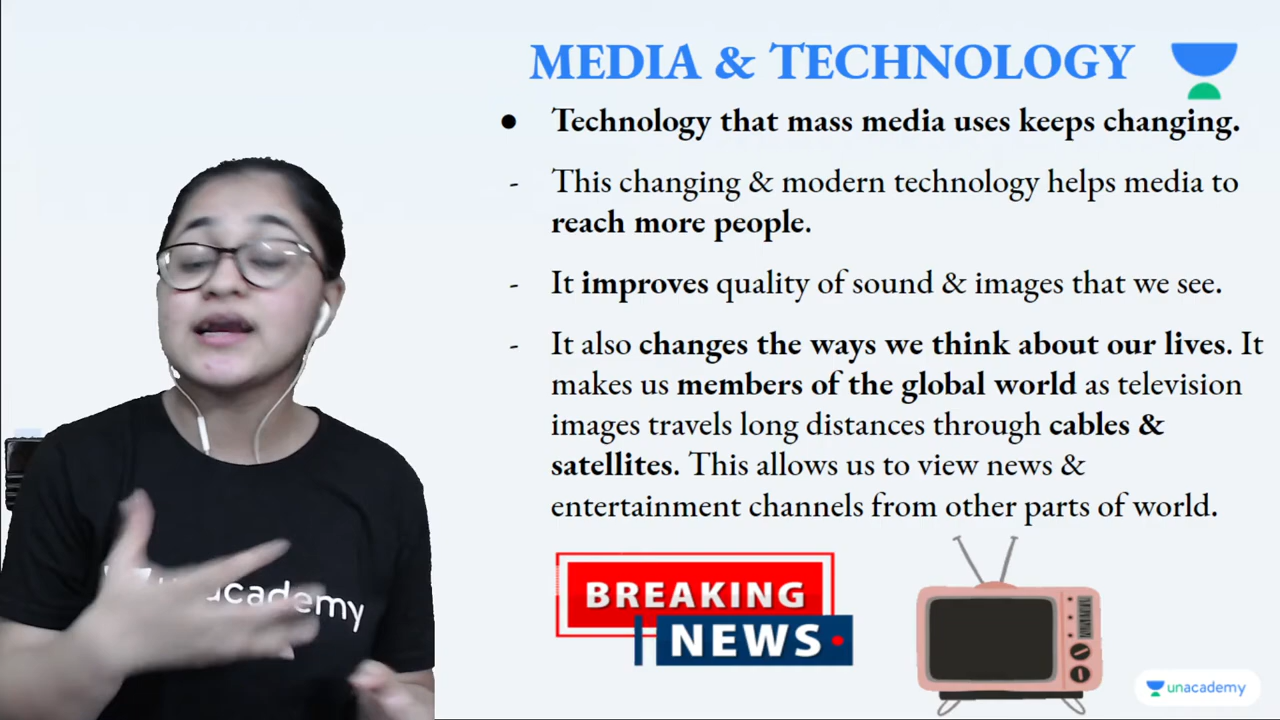 MEDIA & TECHNOLOGY
● Technology that mass media uses keeps changing.
- This changing & modern technology helps media to
reach more people.
- It improves quality of sound & images that we see.
- It also changes the ways we think about our lives. It
makes us members of the global world as television
images travels long distances through cables &
satellites. This allows us to view news &
entertainment channels from other parts of world.
BREAKING
NEWS
unacademy
unacademy